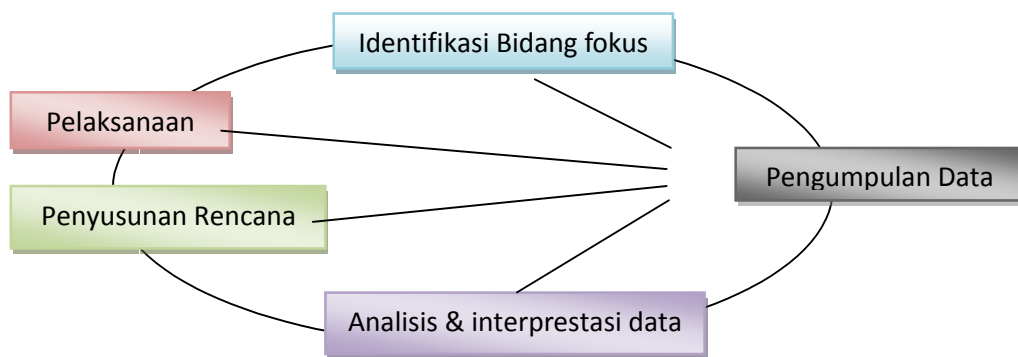 Identifikasi Bidang fokus
Pelaksanaan
Pengumpulan Data
Penyusunan Rencana
Analisis & interprestasi data